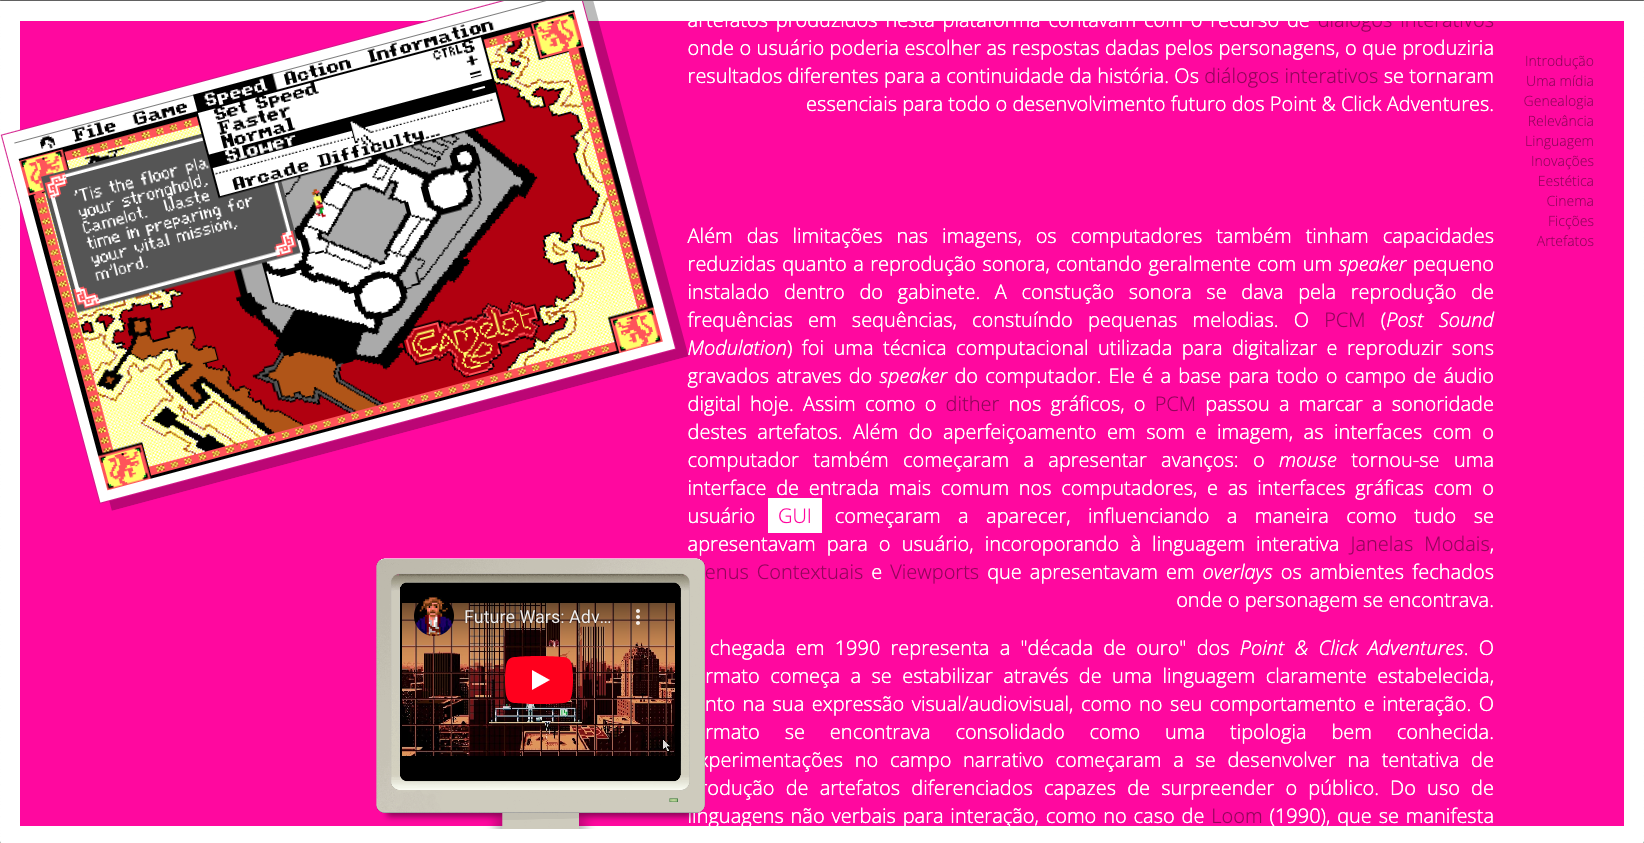 File Game Speed Action Information
CTRLS
Set Speed +
Faster =
Normal -
Slower
Arcade Difficulty...
'Tis the floor pla
your stronghold,
Camelot. Waste
time in preparing for
your vital mission,
m'lord.
Camelot
artefatos produzidos nesta plataforma contavam com o recurso de diálogos interativos
onde o usuário poderia escolher as respostas dadas pelos personagens, o que produziria
resultados diferentes para a continuidade da história. Os diálogos interativos se tornaram
essenciais para todo o desenvolvimento futuro dos Point & Click Adventures.
Além das limitações nas imagens, os computadores também tinham capacidades
reduzidas quanto a reprodução sonora, contando geralmente com um speaker pequeno
instalado dentro do gabinete. A constução sonora se dava pela reprodução de
frequências em sequências, constuíndo pequenas melodias. O PCM (Post Sound
Modulation) foi uma técnica computacional utilizada para digitalizar e reproduzir sons
gravados atraves do speaker do computador. Ele é a base para todo o campo de áudio
digital hoje. Assim como o dither nos gráficos, o PCM passou a marcar a sonoridade
destes artefatos. Além do aperfeiçoamento em som e imagem, as interfaces com o
computador também começaram a apresentar avanços: o mouse tornou-se uma
interface de entrada mais comum nos computadores, e as interfaces gráficas com o
usuário GUI começaram a aparecer, influenciando a maneira como tudo se
apresentavam para o usuário, incoroporando à linguagem interativa Janelas Modais,
enus Contextuais e Viewports que apresentavam em overlays os ambientes fechados
onde o personagem se encontrava.
chegada em 1990 representa a "década de ouro" dos Point & Click Adventures. O
rmato começa a se estabilizar através de uma linguagem claramente estabelecida,
nto na sua expressão visual/audiovisual, como no seu comportamento e interação. O
rmato se encontrava consolidado como uma tipologia bem conhecida.
xperimentações no campo narrativo começaram a se desenvolver na tentativa de
rodução de artefatos diferenciados capazes de surpreender o público. Do uso de
linguagens não verbais para interação, como no caso de Loom (1990), que se manifesta
Future Wars: Adv...
Introdução
Uma mídia
Genealogia
Relevância
Linguagem
Inovações
Eestética
Cinema
Ficções
Artefatos